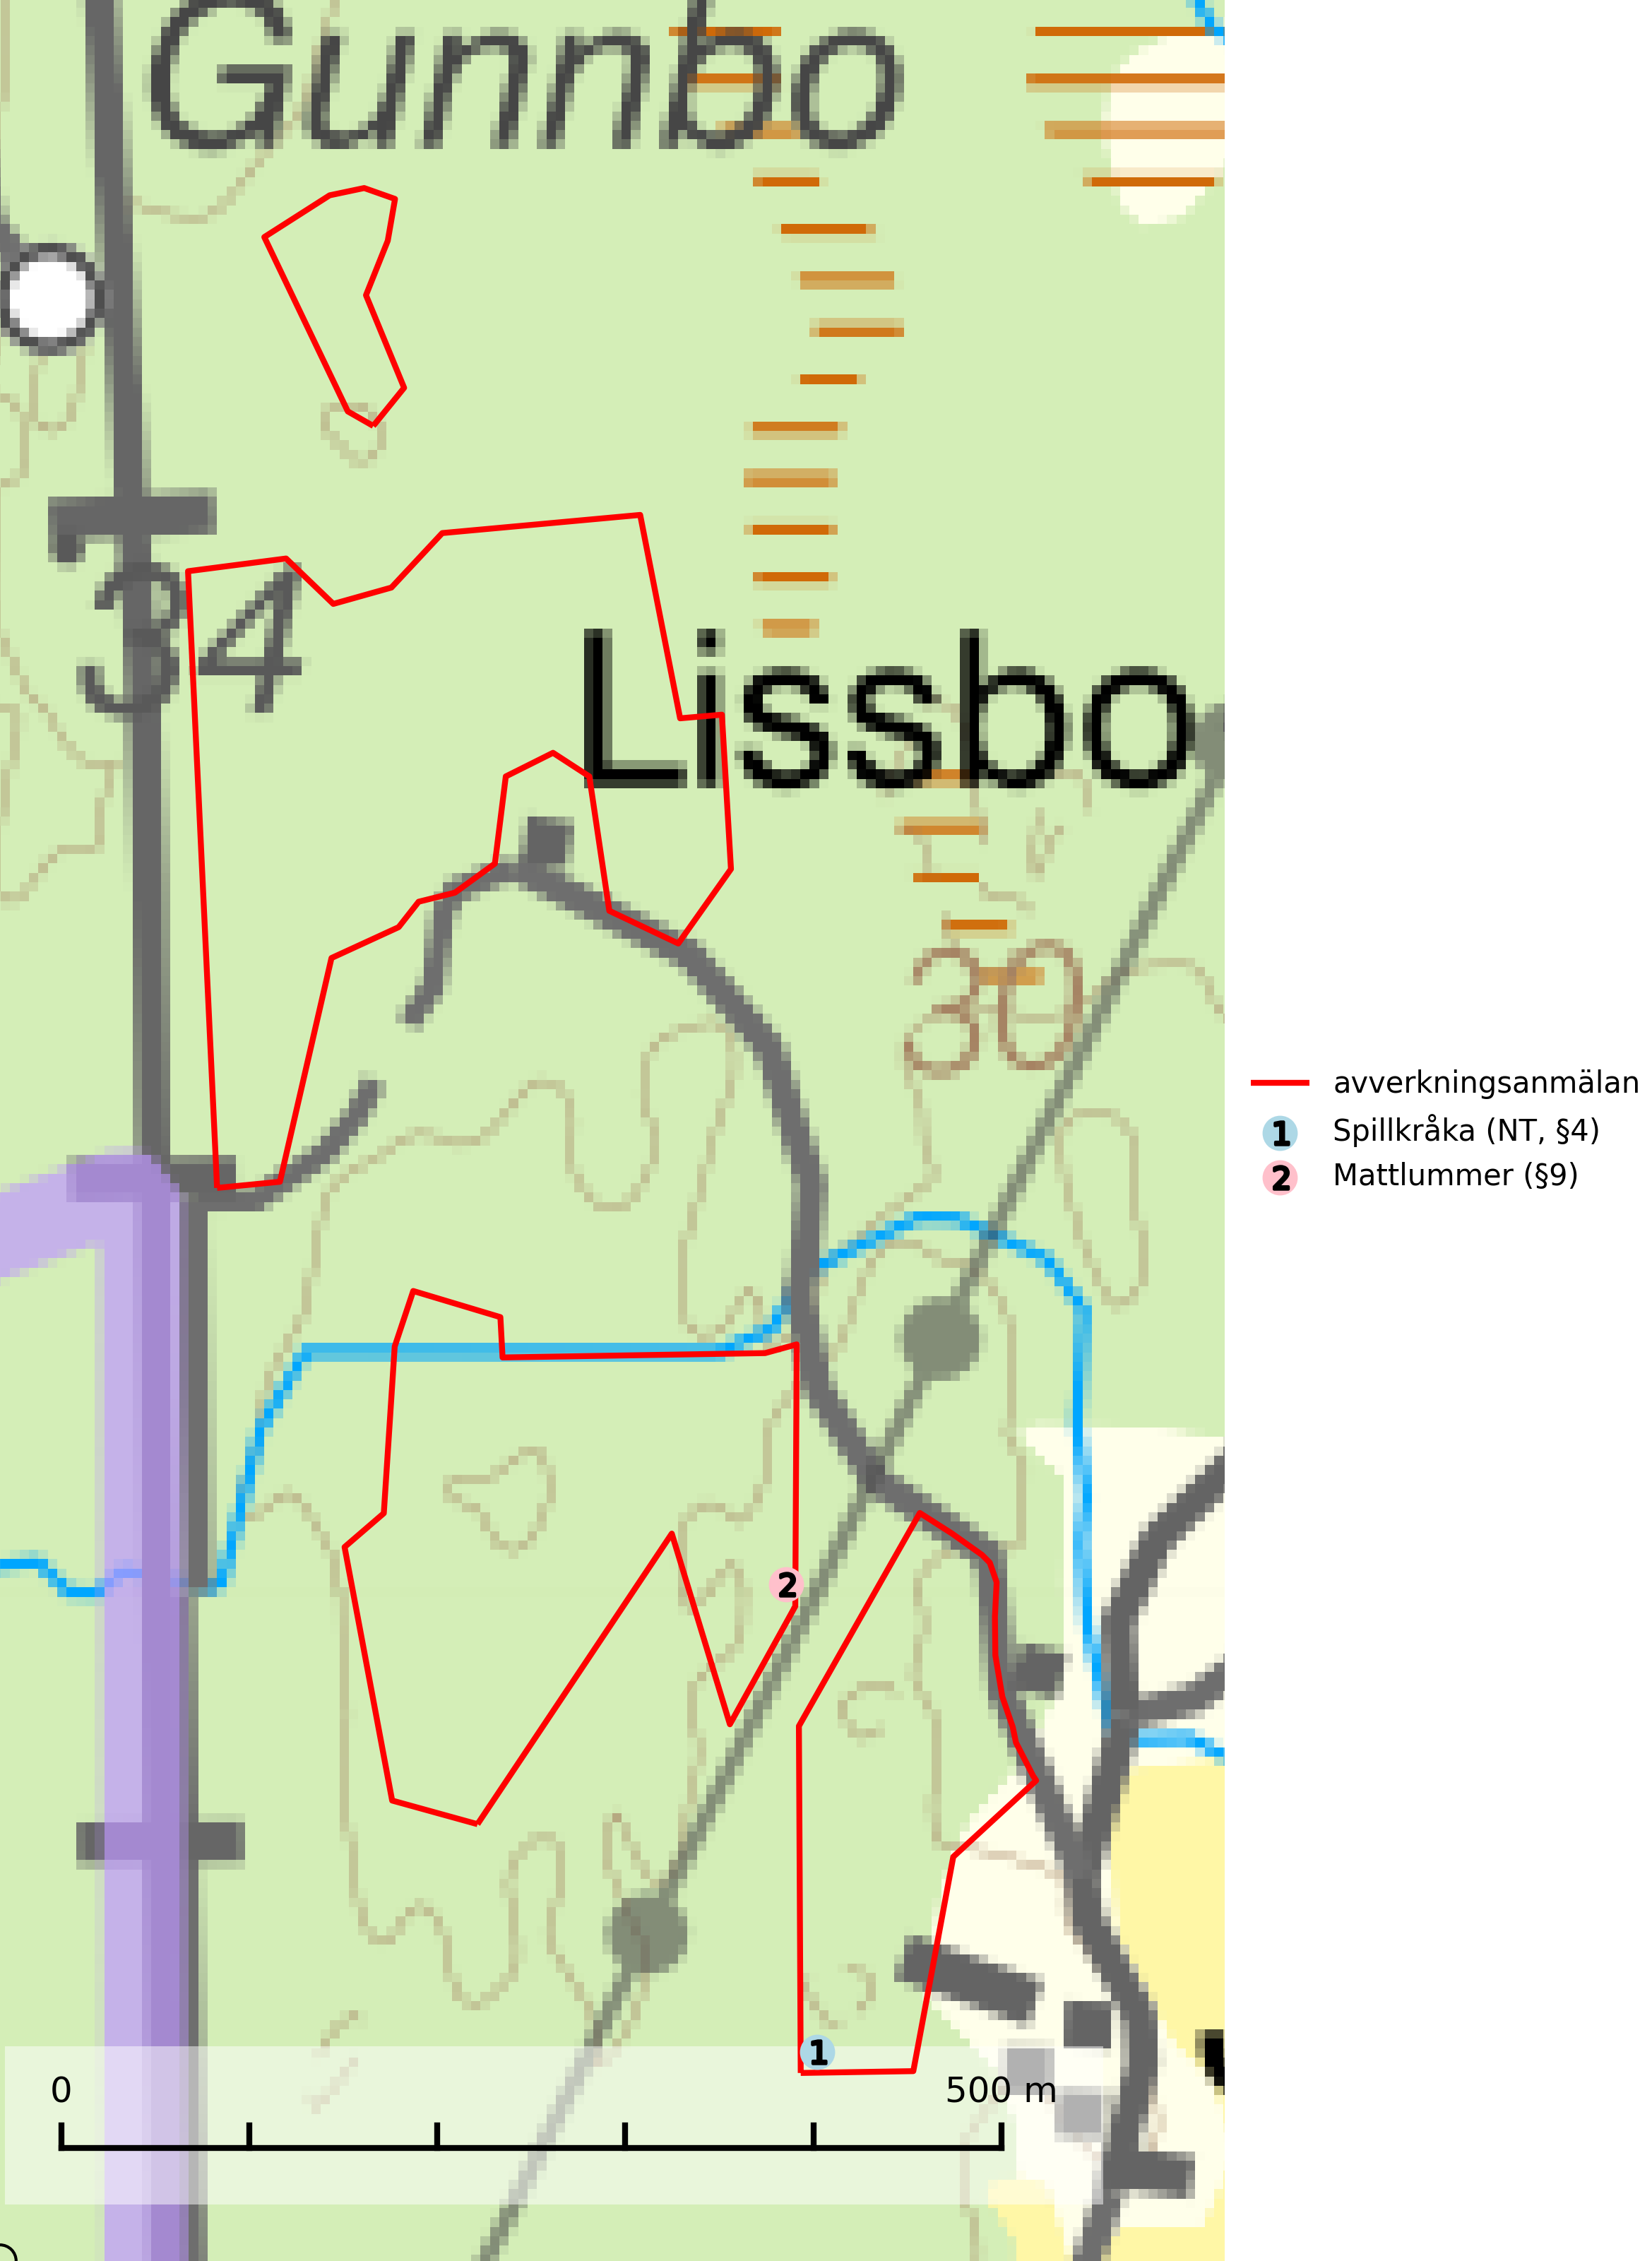 Gunnbo
34
Lissbo
30
avverkningsanmälan
1 Spillkråka (NT, §4)
2 Mattlummer (§9)
2
1
0 500 m